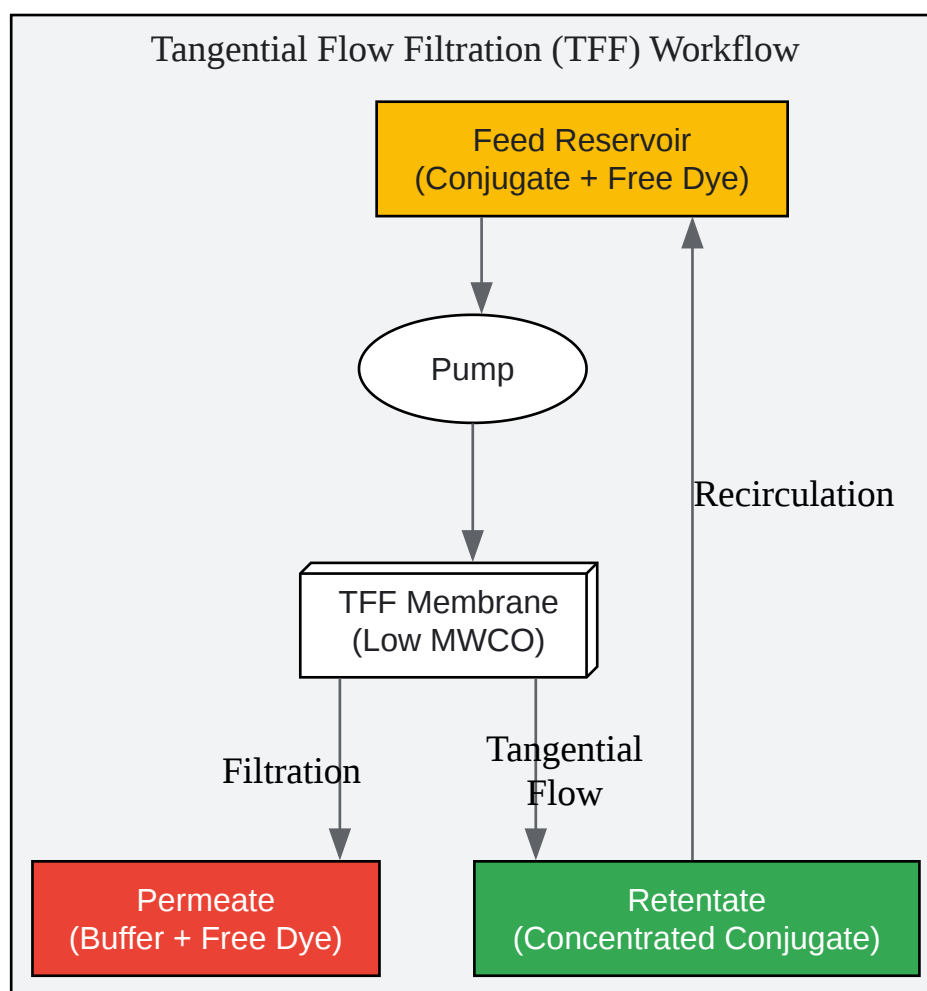 Tangential Flow Filtration (TFF) Workflow
Feed Reservoir
(Conjugate + Free Dye)
Pump
Recirculation
TFF Membrane
(Low MWCO)
Filtration
Tangential
Flow
Permeate
(Buffer + Free Dye)
Retentate
(Concentrated Conjugate)